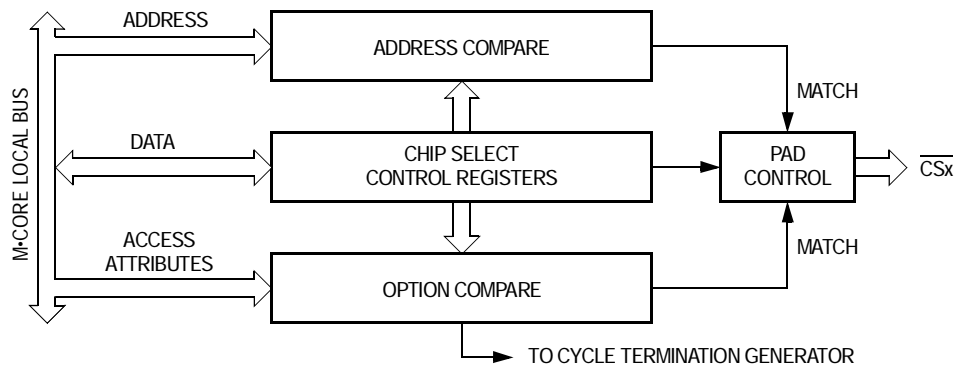 ADDRESS
ADDRESS COMPARE
MATCH
M•CORE LOCAL BUS
DATA
CHIP SELECT
CONTROL REGISTERS
PAD
CONTROL
CSx
ACCESS
ATTRIBUTES
MATCH
OPTION COMPARE
TO CYCLE TERMINATION GENERATOR